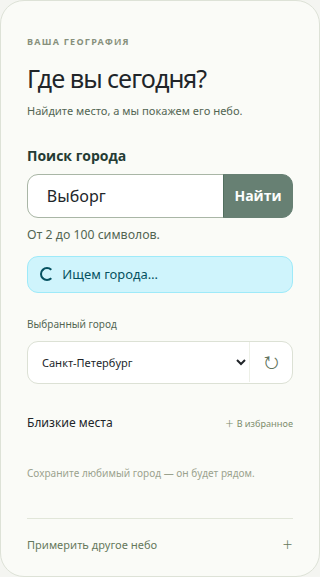 ВАША ГЕОГРАФИЯ
Где вы сегодня?
Найдите место, а мы покажем его небо.
Поиск города
Выборг
Найти
От 2 до 100 символов.
Ищем города...
Выбранный город
Санкт-Петербург
Близкие места
+ В избранное
Сохраните любимый город — он будет рядом.
Примерить другое небо
+